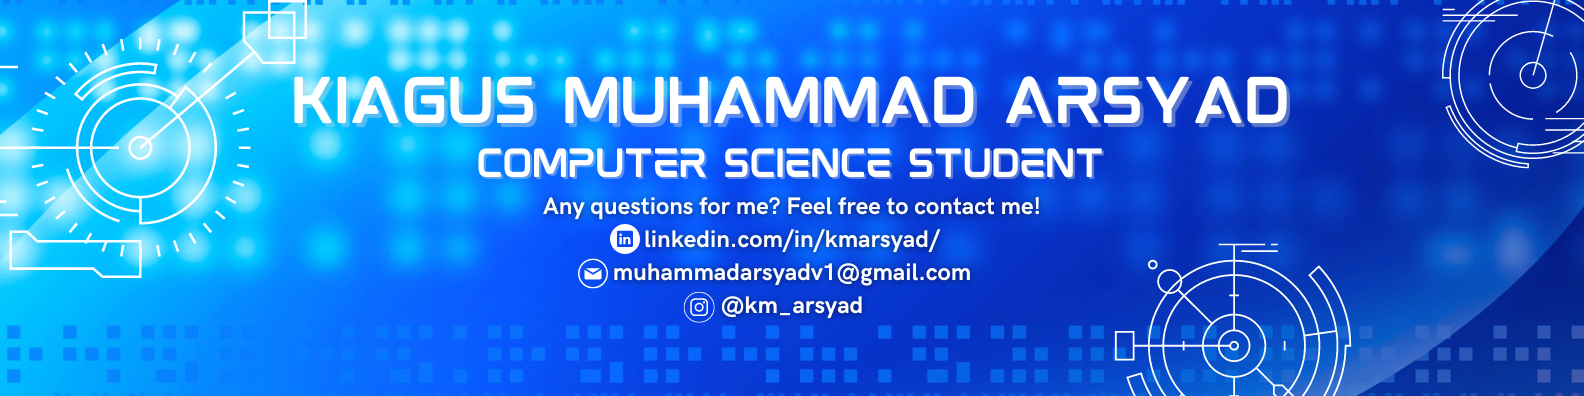 KIAGUS MUHAMMAD ARSYAD
COMPUTER SCIENCE STUDENT
Any questions for me? Feel free to contact me!
in linkedin.com/in/kmarsyad/
muhammadarsyadv1@gmail.com
@km_arsyad